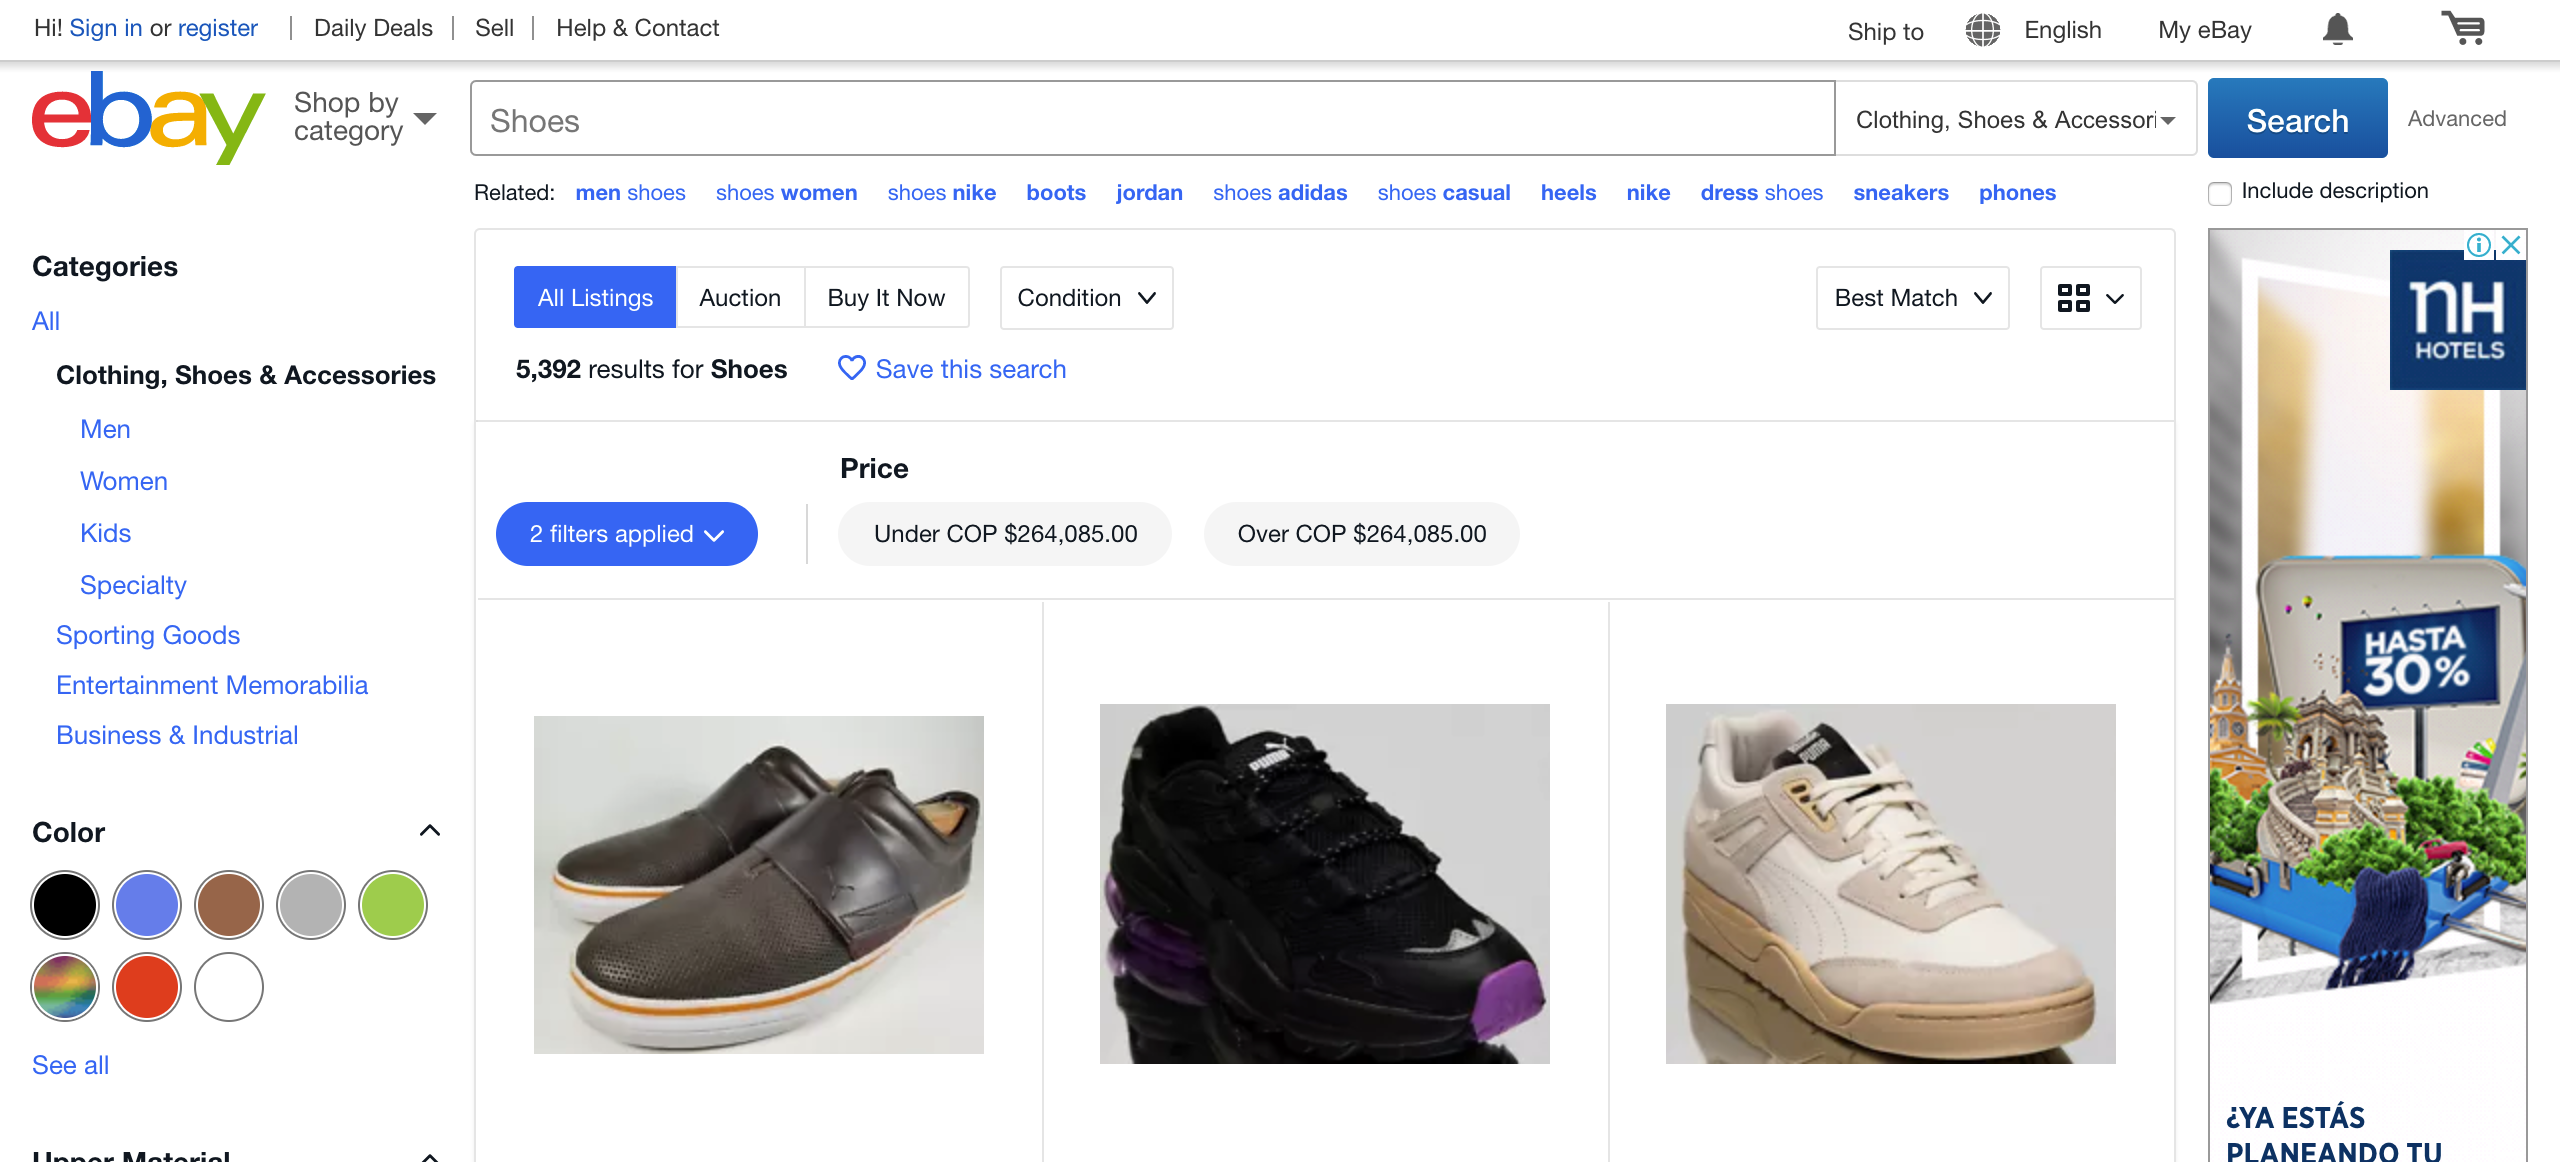 Hi! Sign in or register Daily Deals Sell Help & Contact Ship to English My eBay
ebay
Shop by
category
Shoes
Clothing, Shoes & Accessori
Search
Advanced
Related: men shoes shoes women shoes nike boots jordan shoes adidas shoes casual heels nike dress shoes sneakers phones
Include description
Categories
All
Clothing, Shoes & Accessories
Men
Women
Kids
Specialty
Sporting Goods
Entertainment Memorabilia
Business & Industrial
Color
See all
Upper Material
All Listings Auction Buy It Now Condition Best Match
5,392 results for Shoes Save this search
Price
2 filters applied Under COP $264,085.00 Over COP $264,085.00
PUMA
PUMA
nH
HOTELS
HASTA
30%
¿YA ESTÁS
PLANEANDO TU